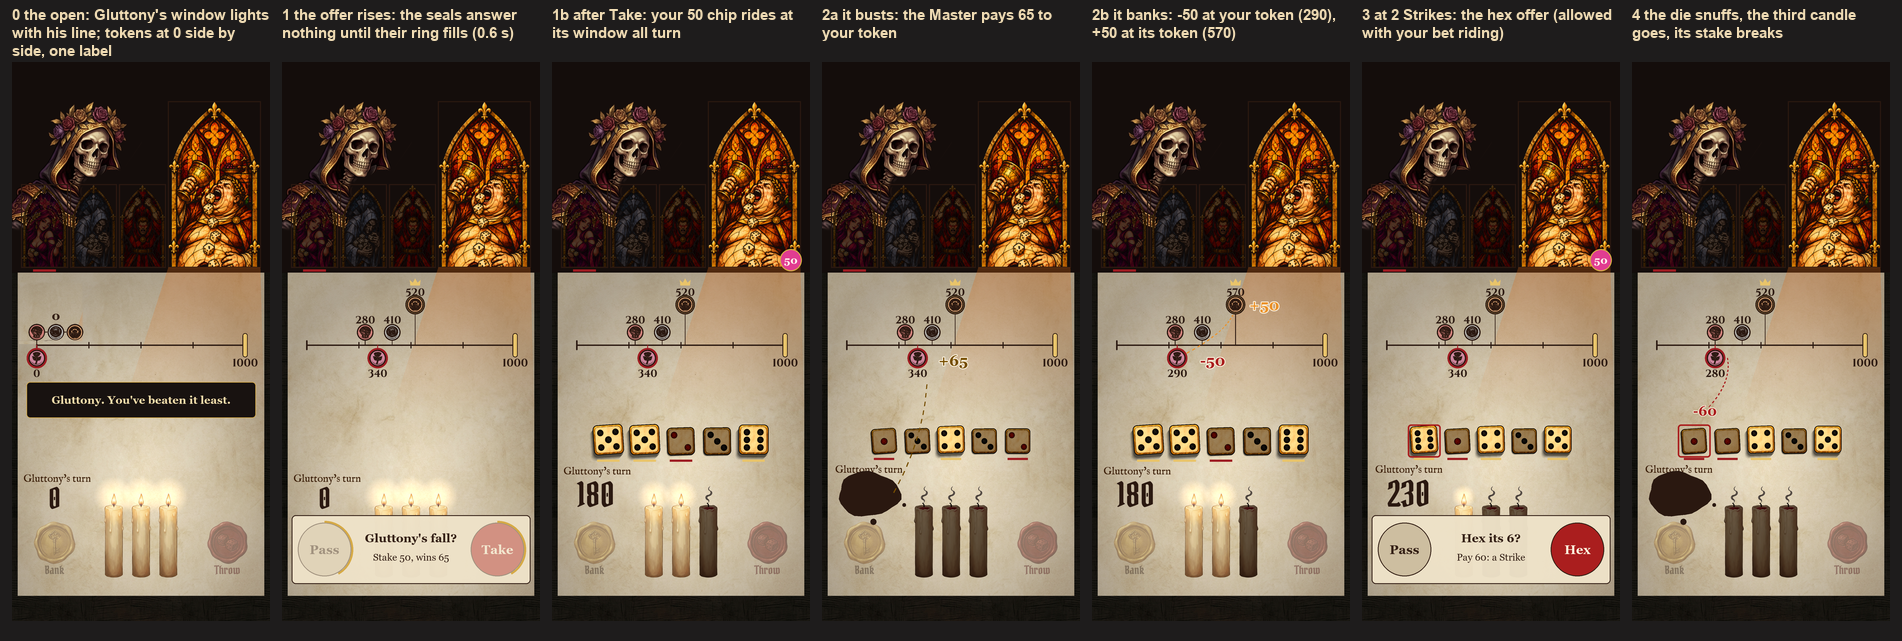 0 the open: Gluttony's window lights
with his line; tokens at 0 side by
side, one label
0
1000
0
Gluttony. You've beaten it least.
Gluttony's turn
0
Bank
Throw
1 the offer rises: the seals answer
nothing until their ring fills (0.6 s)
520
280
410
1000
340
Gluttony's turn
0
Pass
Gluttony's fall?
Stake 50, wins 65
Take
1b after Take: your 50 chip rides at
its window all turn
50
520
280
410
1000
340
Gluttony's turn
180
Bank
Throw
2a it busts: the Master pays 65 to
your token
520
280
410
+65
1000
340
Gluttony's turn
Bank
Throw
2b it banks: -50 at your token (290),
+50 at its token (570)
570
+50
280
410
-50
1000
290
Gluttony's turn
180
Bank
Throw
3 at 2 Strikes: the hex offer (allowed
with your bet riding)
50
520
280
410
1000
340
Gluttony's turn
230
Pass
Hex its 6?
Pay 60: a Strike
Hex
4 the die snuffs, the third candle
goes, its stake breaks
520
280
410
1000
280
-60
Gluttony's turn
Bank
Throw